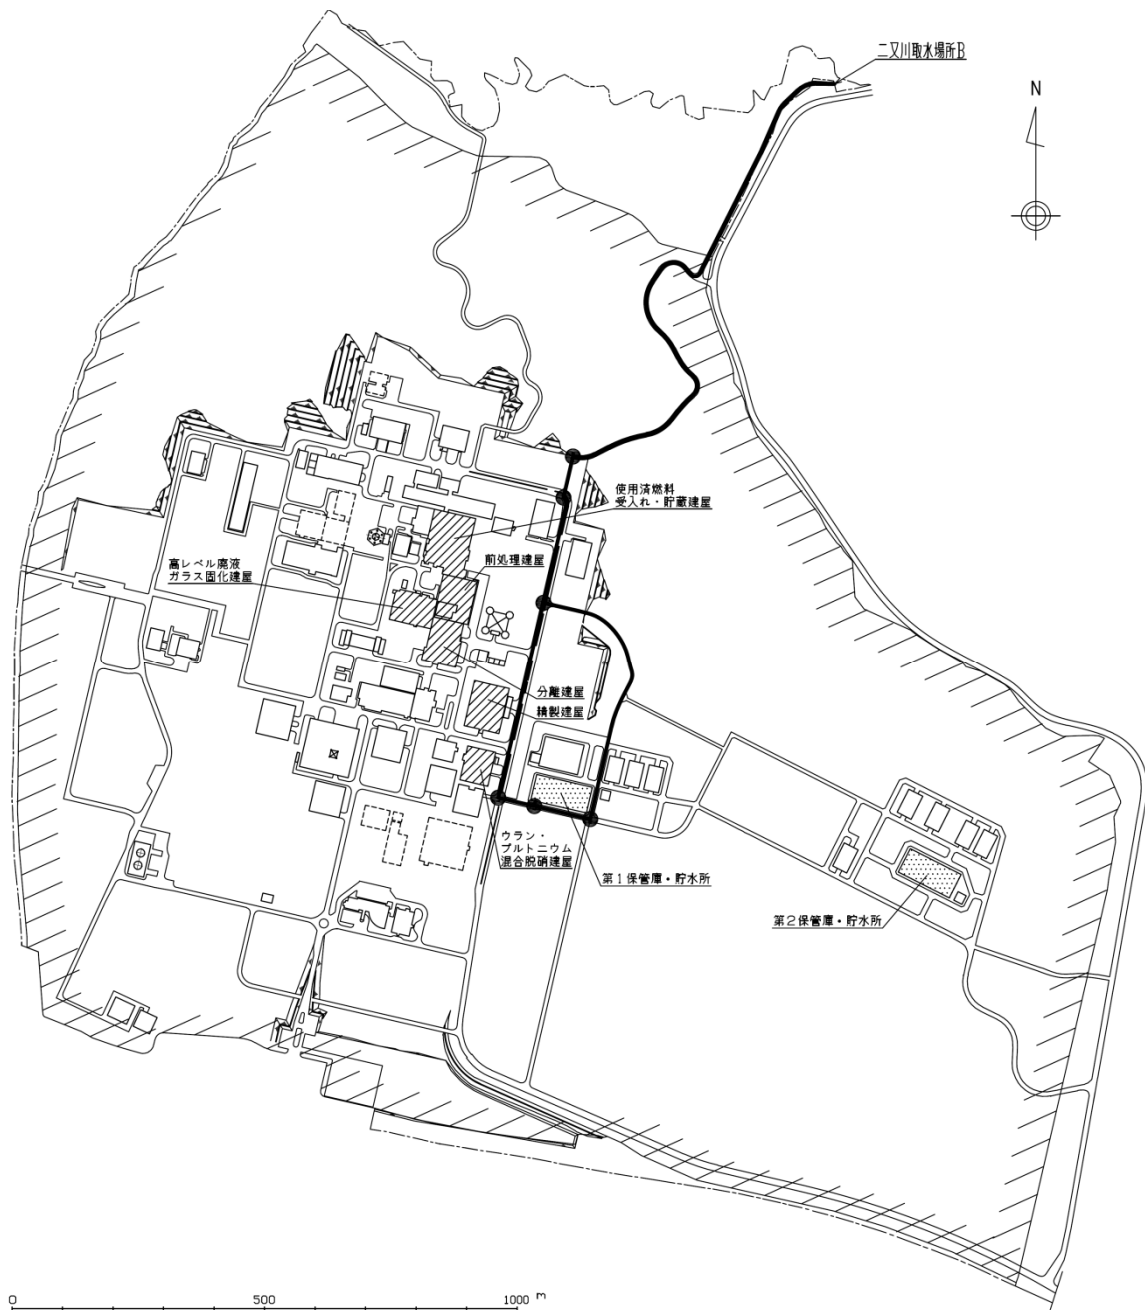 二又川取水場所B
N
使用済燃料
受入れ・貯蔵建屋
前処理建屋
高レベル廃液
ガラス固化建屋
分離建屋
精製建屋
ウラン・
プルトニウム
混合脱硝建屋
第1保管庫・貯水所
第2保管庫・貯水所
0 500 1000 m